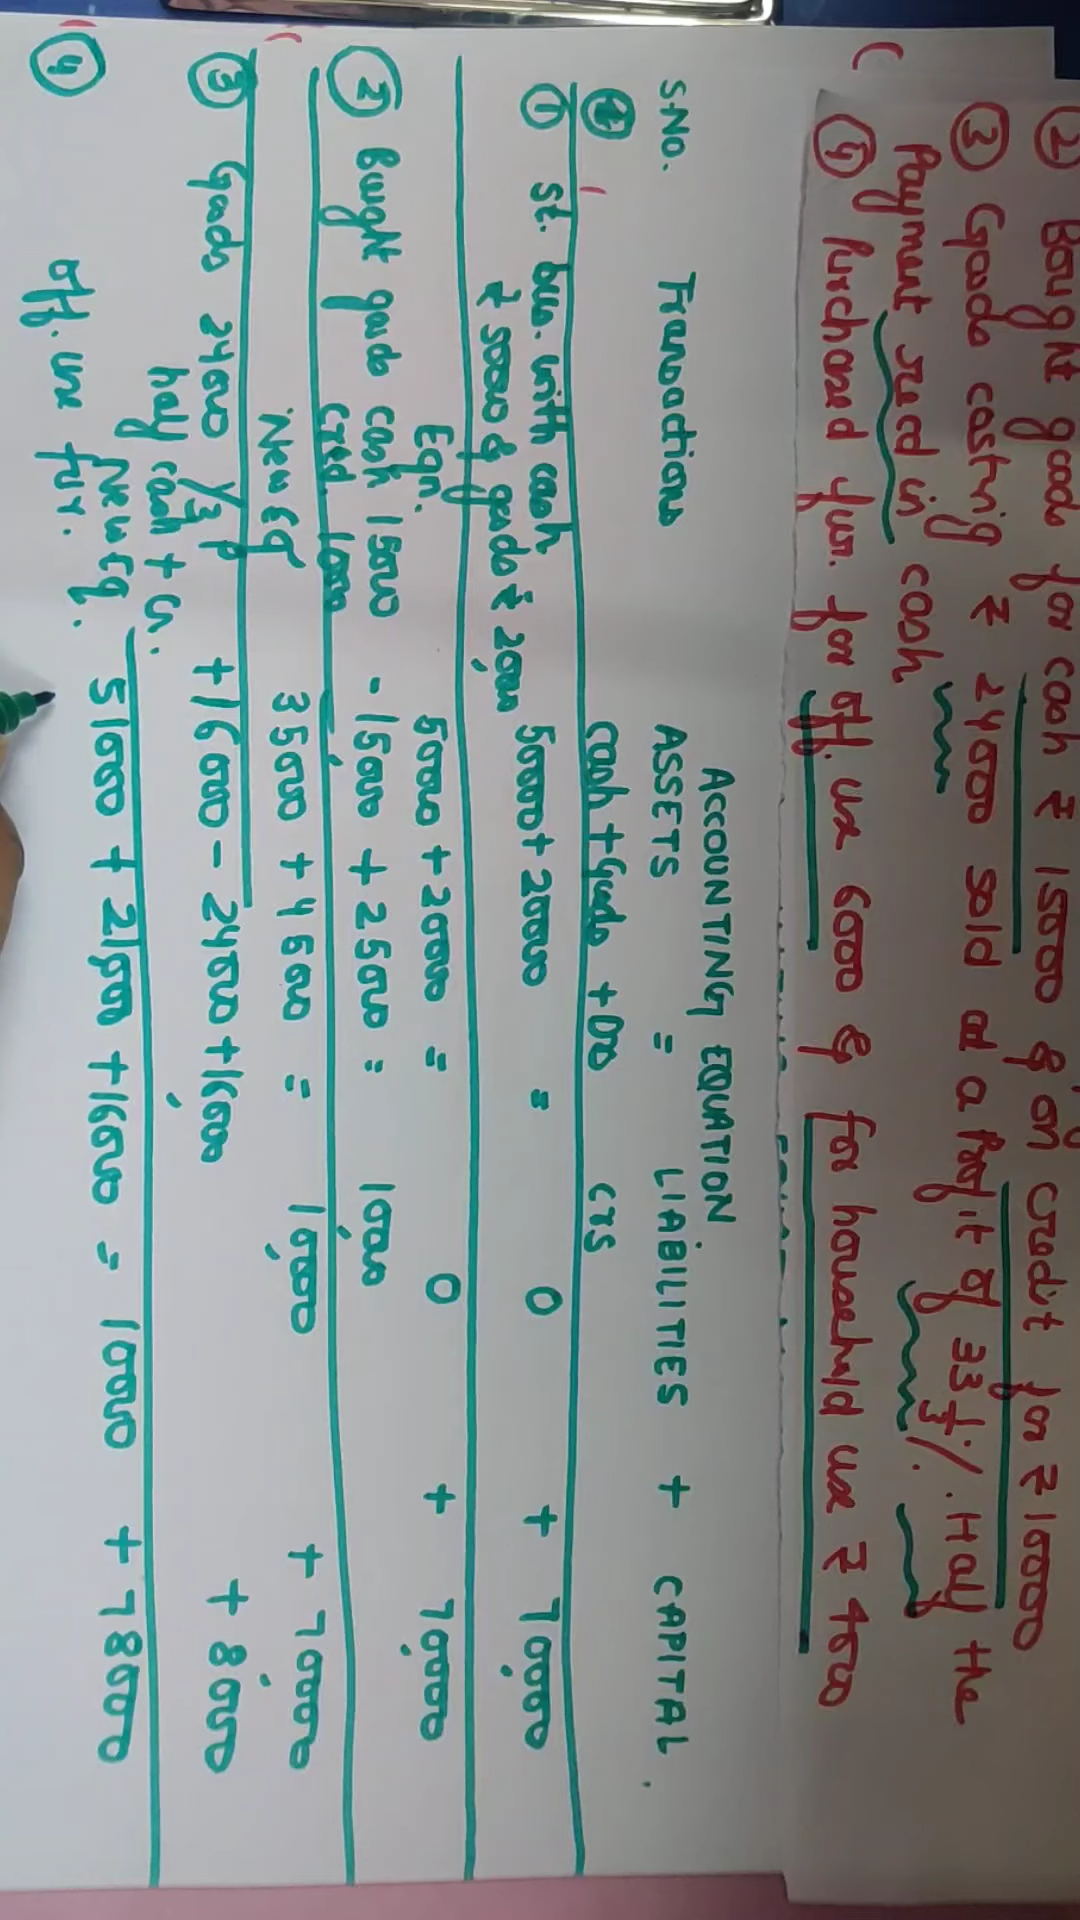 ② Bought goods for cash ₹ 15000 & on credit for ₹ 10000
③ Goods costing ₹ 24000 sold at a Profit of 33⅓%. Half the
Payment recd in cash
④ Purchased fur. for off. use 6000 & for household use ₹ 4000
ACCOUNTING EQUATION
S.NO. Transactions ASSETS = LIABILITIES + CAPITAL.
Cash + Goods + Drs Crs
① St. bus. with cash 50000 + 20000 = 0 + 70000
₹ 50000 & goods ₹ 20000
Eqn. 50000 + 20000 = 0 + 70000
② Bought goods cash 15000 - 15000 + 25000 = 10000
Cred. 10000
New Eq 35000 + 45000 = 10000 + 70000
③ Goods 24000 ⅓ P +16000 - 24000 + 16000 + 8000
half cash + Cr.
New Eq. 51000 + 21000 + 16000 = 10000 + 78000
④ off. use fur.